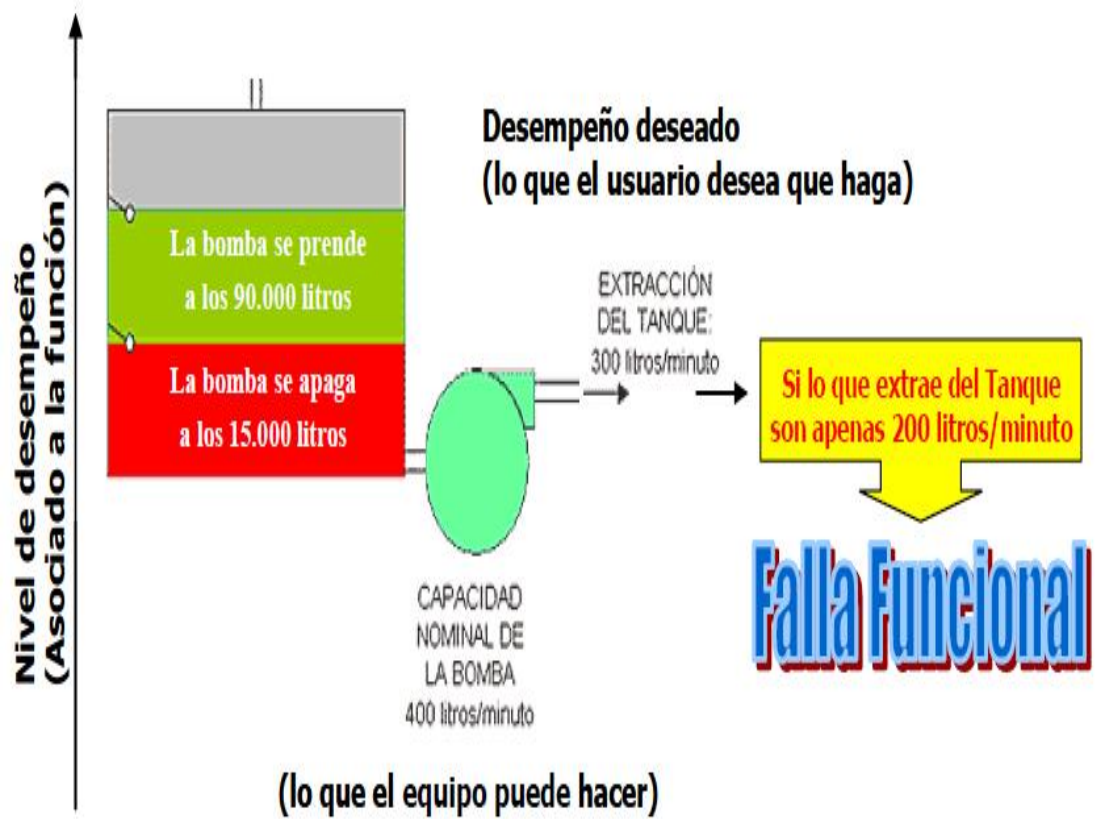 Nivel de desempeño
(Asociado a la función)
Desempeño deseado
(lo que el usuario desea que haga)
La bomba se prende
a los 90.000 litros
La bomba se apaga
a los 15.000 litros
EXTRACCIÓN
DEL TANQUE:
300 litros/minuto
Si lo que extrae del Tanque
son apenas 200 litros/minuto
Falla Funcional
CAPACIDAD
NOMINAL DE
LA BOMBA
400 litros/minuto
(lo que el equipo puede hacer)